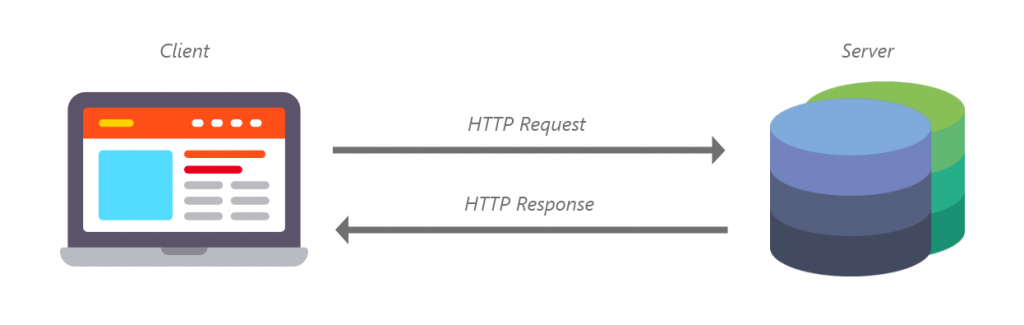 Client
Server
HTTP Request
HTTP Response